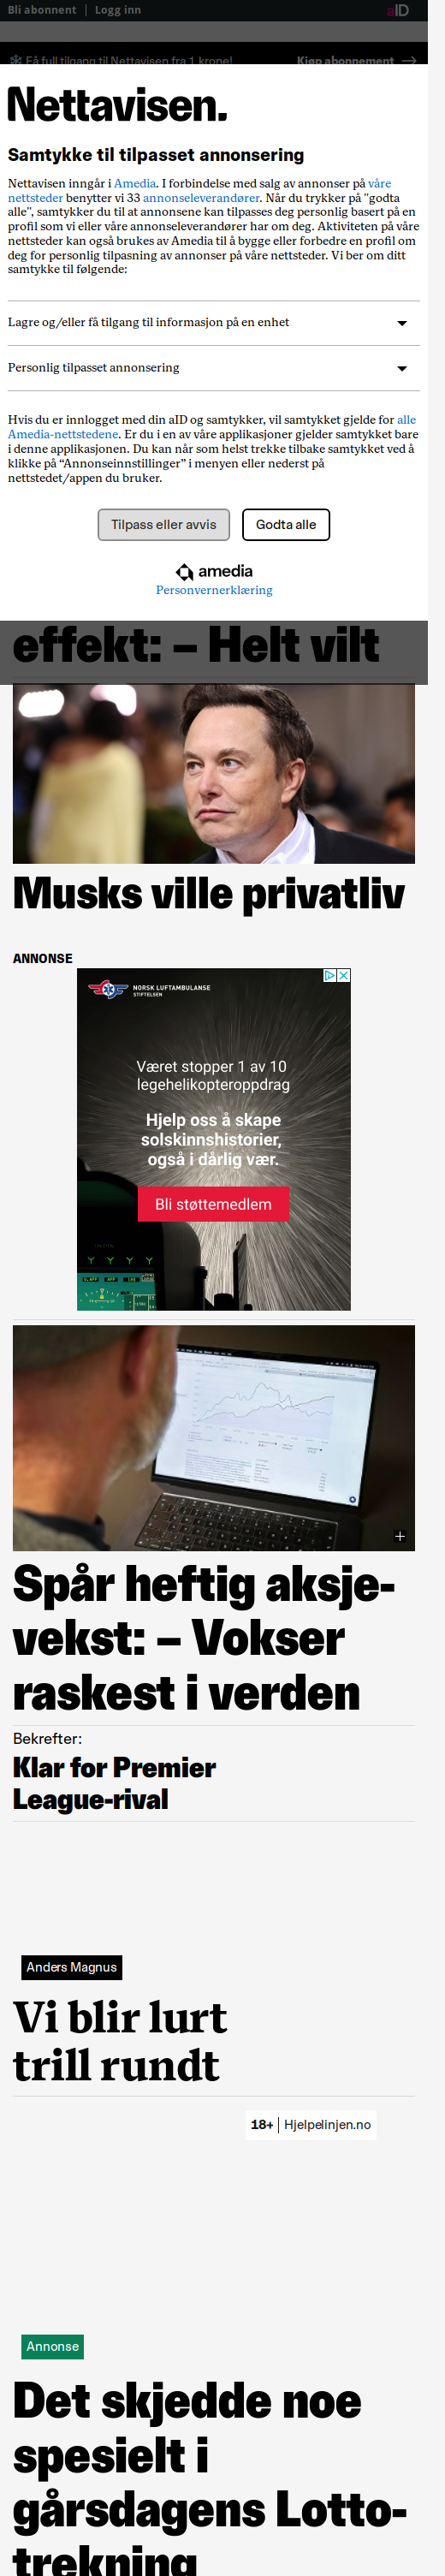 Bli abonnent | Logg inn
aID
Få full tilgang til Nettavisen fra 1 krone!
Kjøp abonnement →
Nettavisen.
Samtykke til tilpasset annonsering
Nettavisen inngår i Amedia. I forbindelse med salg av annonser på våre
nettsteder benytter vi 33 annonseleverandører. Når du trykker på "godta
alle", samtykker du til at annonsene kan tilpasses deg personlig basert på en
profil som vi eller våre annonseleverandører har om deg. Aktiviteten på våre
nettsteder kan også brukes av Amedia til å bygge eller forbedre en profil om
deg for personlig tilpasning av annonser på våre nettsteder. Vi ber om ditt
samtykke til følgende:
Lagre og/eller få tilgang til informasjon på en enhet
Personlig tilpasset annonsering
Hvis du er innlogget med din aID og samtykker, vil samtykket gjelde for alle
Amedia-nettstedene. Er du i en av våre applikasjoner gjelder samtykket bare
i denne applikasjonen. Du kan når som helst trekke tilbake samtykket ved å
klikke på “Annonseinnstillinger” i menyen eller nederst på
nettstedet/appen du bruker.
Tilpass eller avvis
Godta alle
amedia
Personvernerklæring
effekt: – Helt vilt
Musks ville privatliv
ANNONSE
NORSK LUFTAMBULANSE
STIFTELSEN
Været stopper 1 av 10
legehelikopteroppdrag
Hjelp oss å skape
solskinnshistorier,
også i dårlig vær.
Bli støttemedlem
Spår heftig aksje-
vekst: – Vokser
raskest i verden
Bekrefter:
Klar for Premier
League-rival
Anders Magnus
Vi blir lurt
trill rundt
18+ | Hjelpelinjen.no
Annonse
Det skjedde noe
spesielt i
gårsdagens Lotto-
trekning